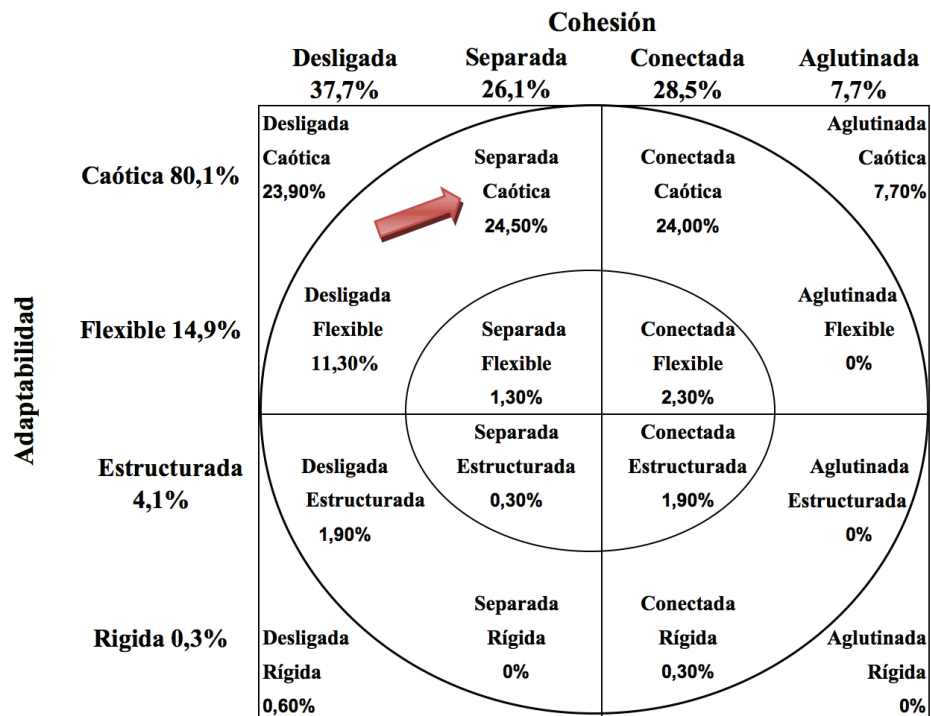 Cohesión
Desligada
37,7%
Separada
26,1%
Conectada
28,5%
Aglutinada
7,7%
Adaptabilidad
Caótica 80,1%
Desligada
Caótica
23,90%
Separada
Caótica
24,50%
Conectada
Caótica
24,00%
Aglutinada
Caótica
7,70%
Flexible 14,9%
Desligada
Flexible
11,30%
Separada
Flexible
1,30%
Conectada
Flexible
2,30%
Aglutinada
Flexible
0%
Estructurada
4,1%
Desligada
Estructurada
1,90%
Separada
Estructurada
0,30%
Conectada
Estructurada
1,90%
Aglutinada
Estructurada
0%
Rigida 0,3%
Desligada
Rígida
0,60%
Separada
Rígida
0%
Conectada
Rígida
0,30%
Aglutinada
Rígida
0%